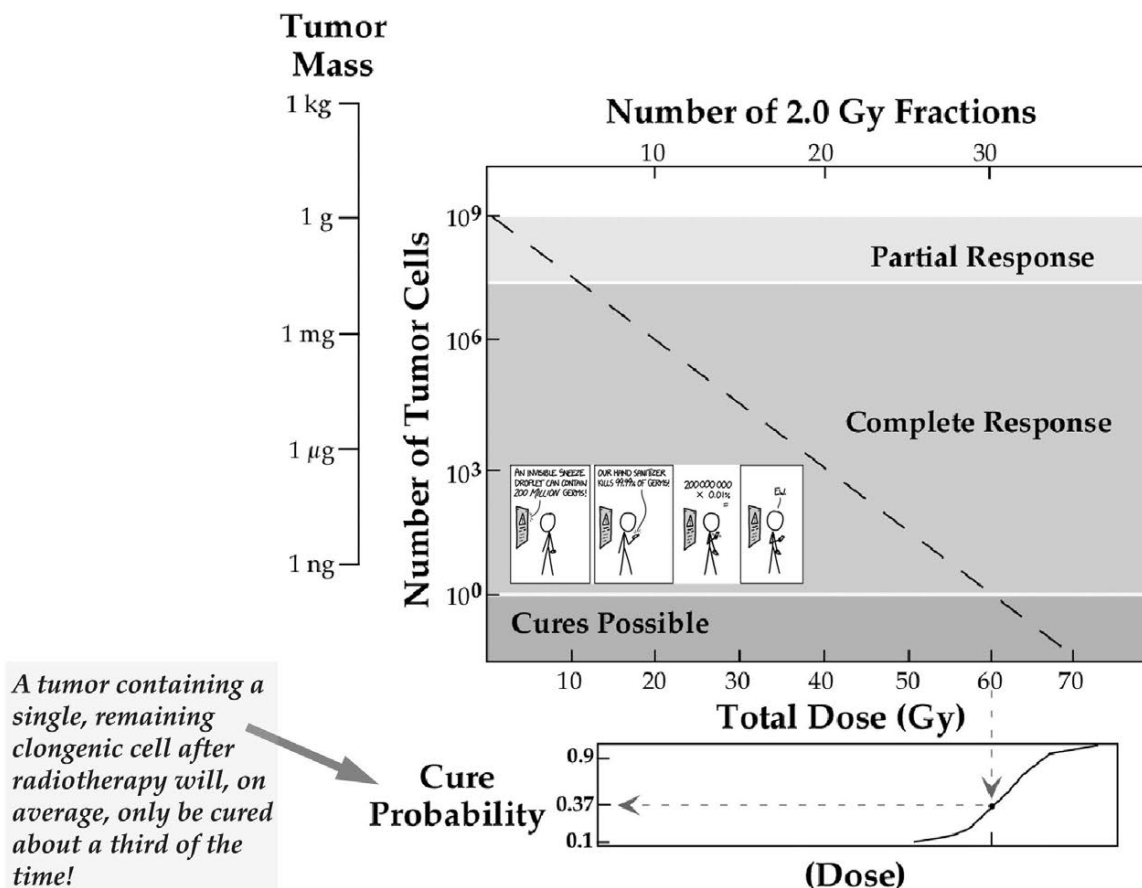 Tumor
Mass
1 kg
1 g
1 mg
1 μg
1 ng
Number of 2.0 Gy Fractions
10 20 30
Number of Tumor Cells
10⁹
10⁶
10³
10⁰
Partial Response
Complete Response
AN INVISIBLE SNEEZE
DROPLET CAN CONTAIN
200 MILLION GERMS!
OUR HAND SANITIZER
KILLS 99.99% OF GERMS!
200000000
× 0.01%
=
EW.
Cures Possible
10 20 30 40 50 60 70
Total Dose (Gy)
A tumor containing a
single, remaining
clongenic cell after
radiotherapy will, on
average, only be cured
about a third of the
time!
Cure
Probability
0.9
0.37
0.1
(Dose)